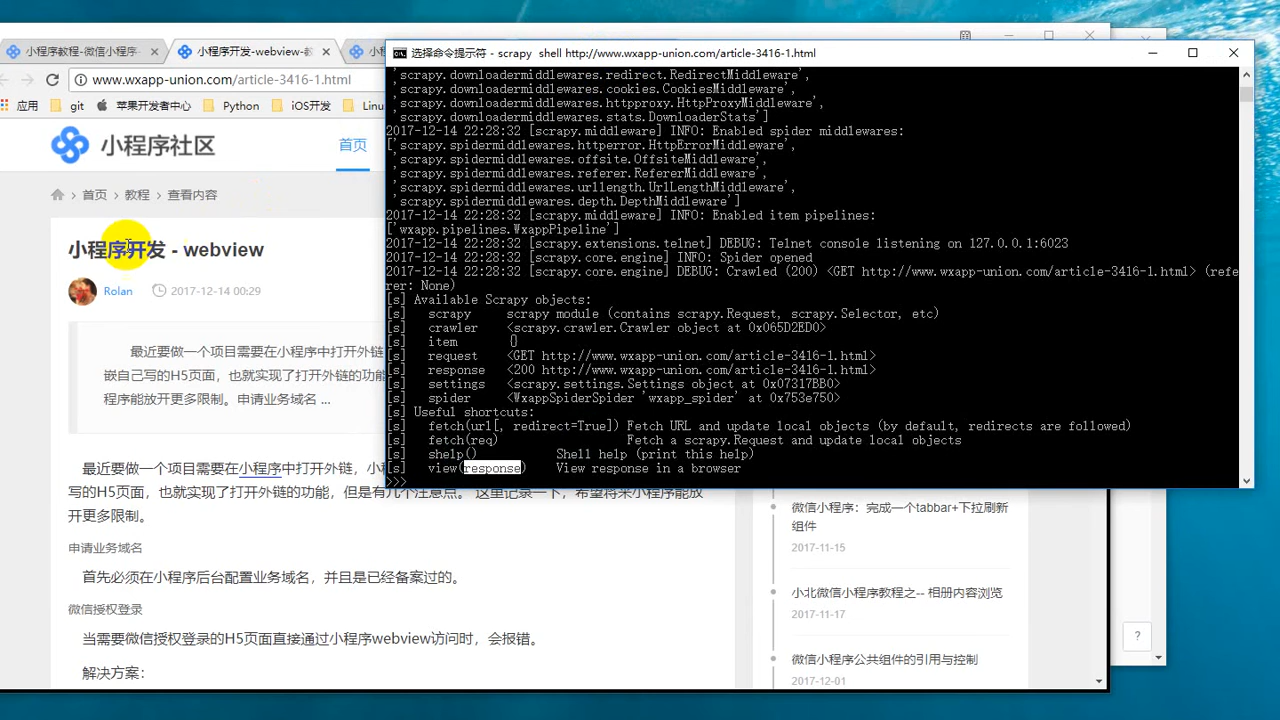 小程序教程-微信小程序-
小程序开发-webview-教
小
www.wxapp-union.com/article-3416-1.html
应用
git
苹果开发者中心
Python
iOS开发
Linu
小程序社区
首页
首页 › 教程 › 查看内容
小程序开发 - webview
Rolan
2017-12-14 00:29
最近要做一个项目需要在小程序中打开外链
嵌自己写的H5页面，也就实现了打开外链的功能
程序能放开更多限制。申请业务域名 ...
最近要做一个项目需要在小程序中打开外链，小
写的H5页面，也就实现了打开外链的功能，但是有几个注意点。 这里记录一下，希望将来小程序能放
开更多限制。
申请业务域名
首先必须在小程序后台配置业务域名，并且是已经备案过的。
微信授权登录
当需要微信授权登录的H5页面直接通过小程序webview访问时，会报错。
解决方案：
选择命令提示符 - scrapy shell http://www.wxapp-union.com/article-3416-1.html
'scrapy.downloadermiddlewares.redirect.RedirectMiddleware',
'scrapy.downloadermiddlewares.cookies.CookiesMiddleware',
'scrapy.downloadermiddlewares.httpproxy.HttpProxyMiddleware',
'scrapy.downloadermiddlewares.stats.DownloaderStats']
2017-12-14 22:28:32 [scrapy.middleware] INFO: Enabled spider middlewares:
['scrapy.spidermiddlewares.httperror.HttpErrorMiddleware',
'scrapy.spidermiddlewares.offsite.OffsiteMiddleware',
'scrapy.spidermiddlewares.referer.RefererMiddleware',
'scrapy.spidermiddlewares.urllength.UrlLengthMiddleware',
'scrapy.spidermiddlewares.depth.DepthMiddleware']
2017-12-14 22:28:32 [scrapy.middleware] INFO: Enabled item pipelines:
['wxapp.pipelines.WxappPipeline']
2017-12-14 22:28:32 [scrapy.extensions.telnet] DEBUG: Telnet console listening on 127.0.0.1:6023
2017-12-14 22:28:32 [scrapy.core.engine] INFO: Spider opened
2017-12-14 22:28:32 [scrapy.core.engine] DEBUG: Crawled (200) <GET http://www.wxapp-union.com/article-3416-1.html> (refe
rer: None)
[s] Available Scrapy objects:
[s] scrapy scrapy module (contains scrapy.Request, scrapy.Selector, etc)
[s] crawler <scrapy.crawler.Crawler object at 0x065D2ED0>
[s] item {}
[s] request <GET http://www.wxapp-union.com/article-3416-1.html>
[s] response <200 http://www.wxapp-union.com/article-3416-1.html>
[s] settings <scrapy.settings.Settings object at 0x07317BB0>
[s] spider <WxappSpiderSpider 'wxapp_spider' at 0x753e750>
[s] Useful shortcuts:
[s] fetch(url[, redirect=True]) Fetch URL and update local objects (by default, redirects are followed)
[s] fetch(req) Fetch a scrapy.Request and update local objects
[s] shelp() Shell help (print this help)
[s] view(response) View response in a browser
>>>
微信小程序：完成一个tabbar+下拉刷新
组件
2017-11-15
小北微信小程序教程之-- 相册内容浏览
2017-11-17
微信小程序公共组件的引用与控制
2017-12-01
?